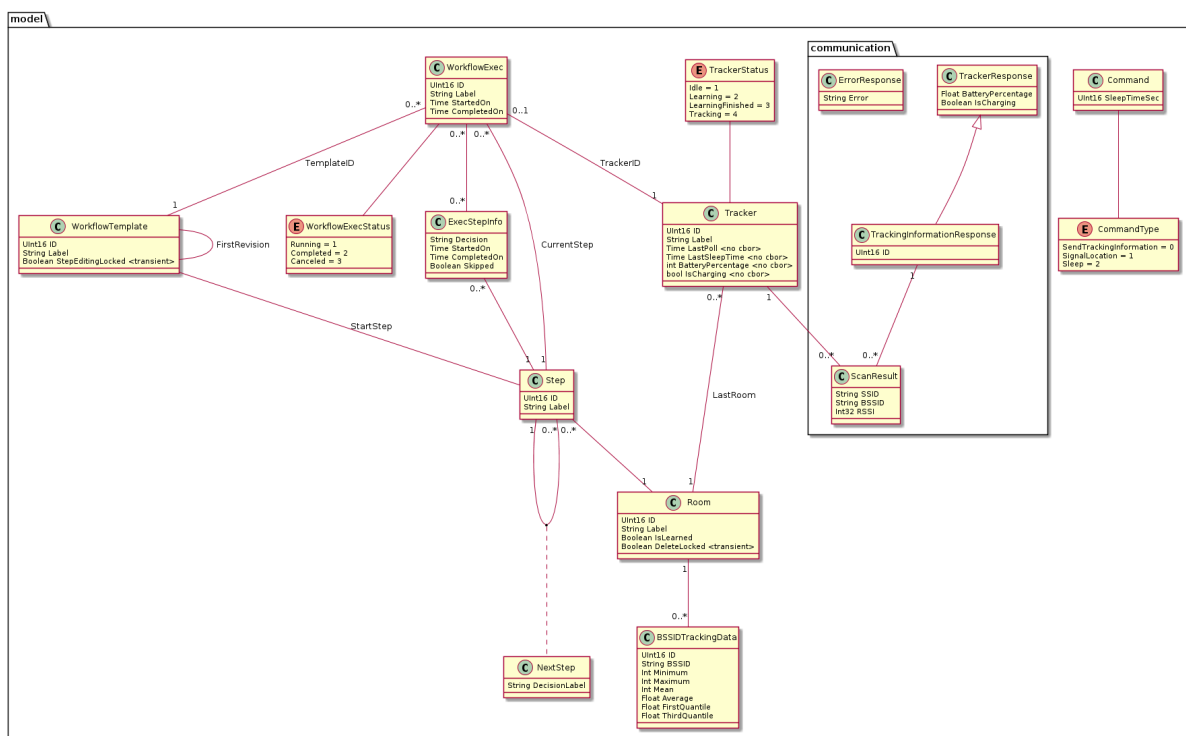 model
communication
C WorkflowExec
UInt16 ID
String Label
Time StartedOn
Time CompletedOn
E TrackerStatus
Idle = 1
Learning = 2
LearningFinished = 3
Tracking = 4
C ErrorResponse
String Error
C TrackerResponse
Float BatteryPercentage
Boolean IsCharging
C Command
UInt16 SleepTimeSec
0..*
0..*
0..*
0..1
TemplateID
TrackerID
1
1
C WorkflowTemplate
UInt16 ID
String Label
Boolean StepEditingLocked <transient>
FirstRevision
E WorkflowExecStatus
Running = 1
Completed = 2
Canceled = 3
0..*
C ExecStepInfo
String Decision
Time StartedOn
Time CompletedOn
Boolean Skipped
CurrentStep
C Tracker
UInt16 ID
String Label
Time LastPoll <no cbor>
Time LastSleepTime <no cbor>
int BatteryPercentage <no cbor>
bool IsCharging <no cbor>
C TrackingInformationResponse
UInt16 ID
E CommandType
SendTrackingInformation = 0
SignalLocation = 1
Sleep = 2
0..*
0..*
1
1
StartStep
1
1
0..*
0..*
C Step
UInt16 ID
String Label
LastRoom
C ScanResult
String SSID
String BSSID
Int32 RSSI
1
0..*
0..*
1
1
C Room
UInt16 ID
String Label
Boolean IsLearned
Boolean DeleteLocked <transient>
1
0..*
C NextStep
String DecisionLabel
C BSSIDTrackingData
UInt16 ID
String BSSID
Int Minimum
Int Maximum
Int Mean
Float Average
Float FirstQuantile
Float ThirdQuantile